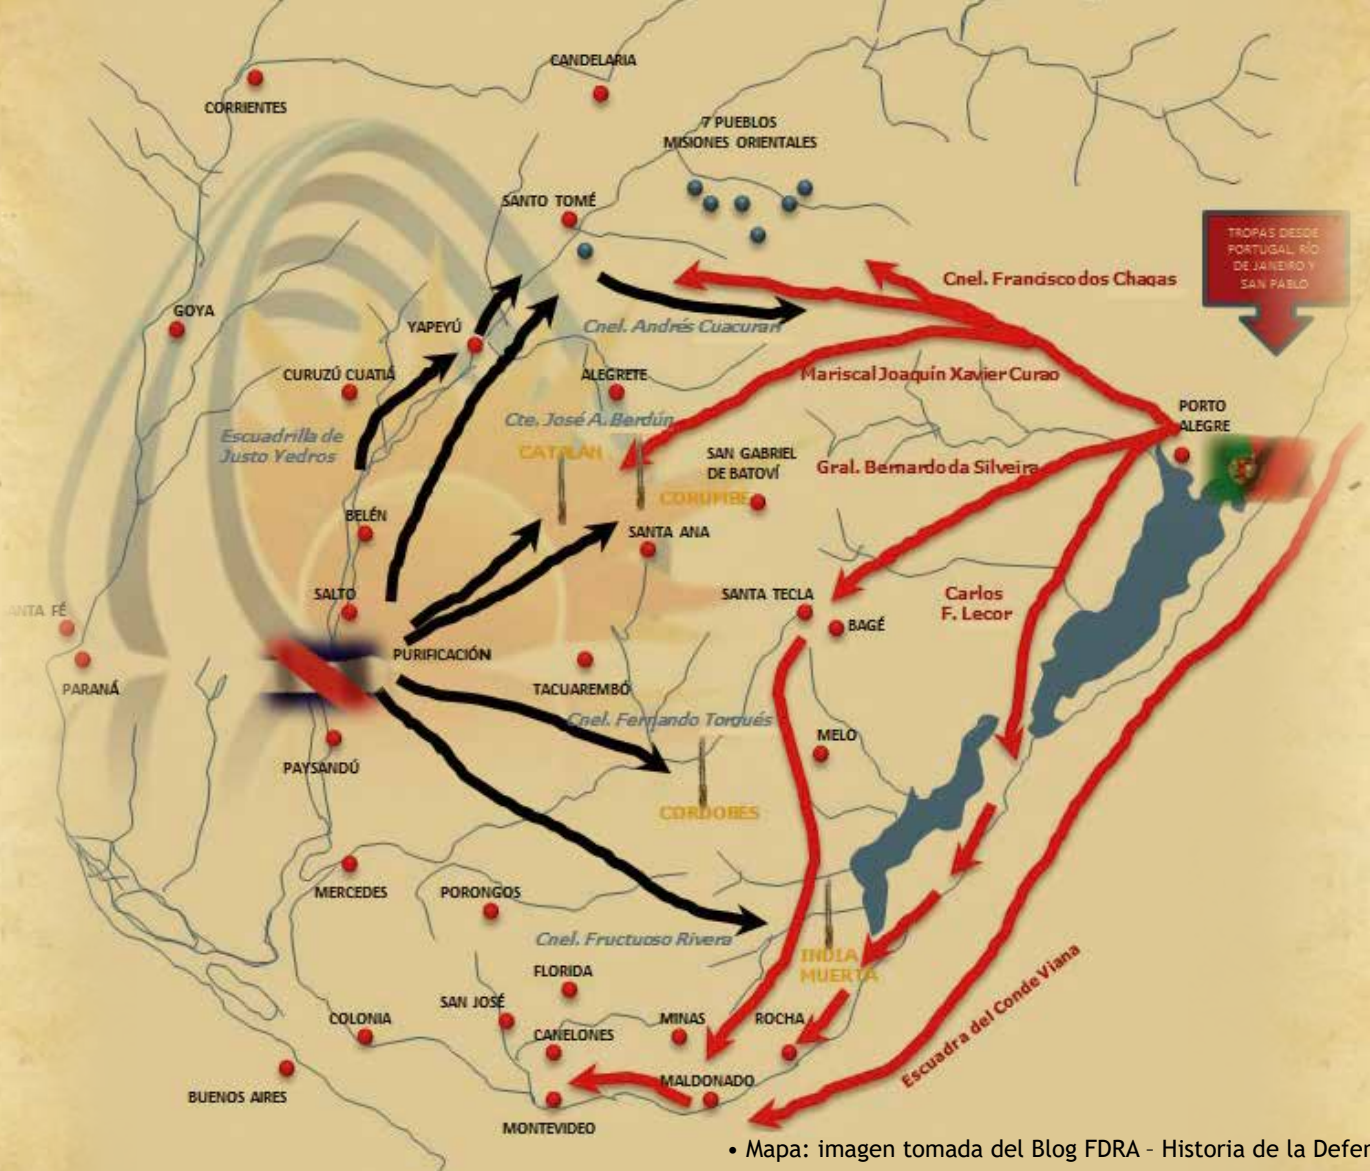 CANDELARIA
CORRIENTES
7 PUEBLOS
MISIONES ORIENTALES
SANTO TOMÉ
TROPAS DESDE
PORTUGAL, RÍO
DE JANEIRO Y
SAN PABLO
Cnel. Francisco dos Chagas
GOYA
YAPEYÚ
Cnel. Andrés Cuacurari
CURUZÚ CUATIÁ
ALEGRETE
Mariscal Joaquín Xavier Curao
PORTO
ALEGRE
Cte. José A. Berdún
Escuadrilla de
Justo Yedros
CATALÁN
SAN GABRIEL
DE BATOVÍ
Gral. Bernardo da Silveira
CORUMBE
BELÉN
SANTA ANA
SALTO
SANTA TECLA
Carlos
F. Lecor
ANTA FÉ
BAGÉ
PURIFICACIÓN
PARANÁ
TACUAREMBÓ
Cnel. Fernando Torgués
MELO
PAYSANDÚ
CORDOBES
MERCEDES
PORONGOS
Cnel. Fructuoso Rivera
INDIA
MUERTA
FLORIDA
SAN JOSÉ
COLONIA
CANELONES
MINAS
ROCHA
Escuadra del Conde Viana
MALDONADO
BUENOS AIRES
MONTEVIDEO
• Mapa: imagen tomada del Blog FDRA – Historia de la Defer